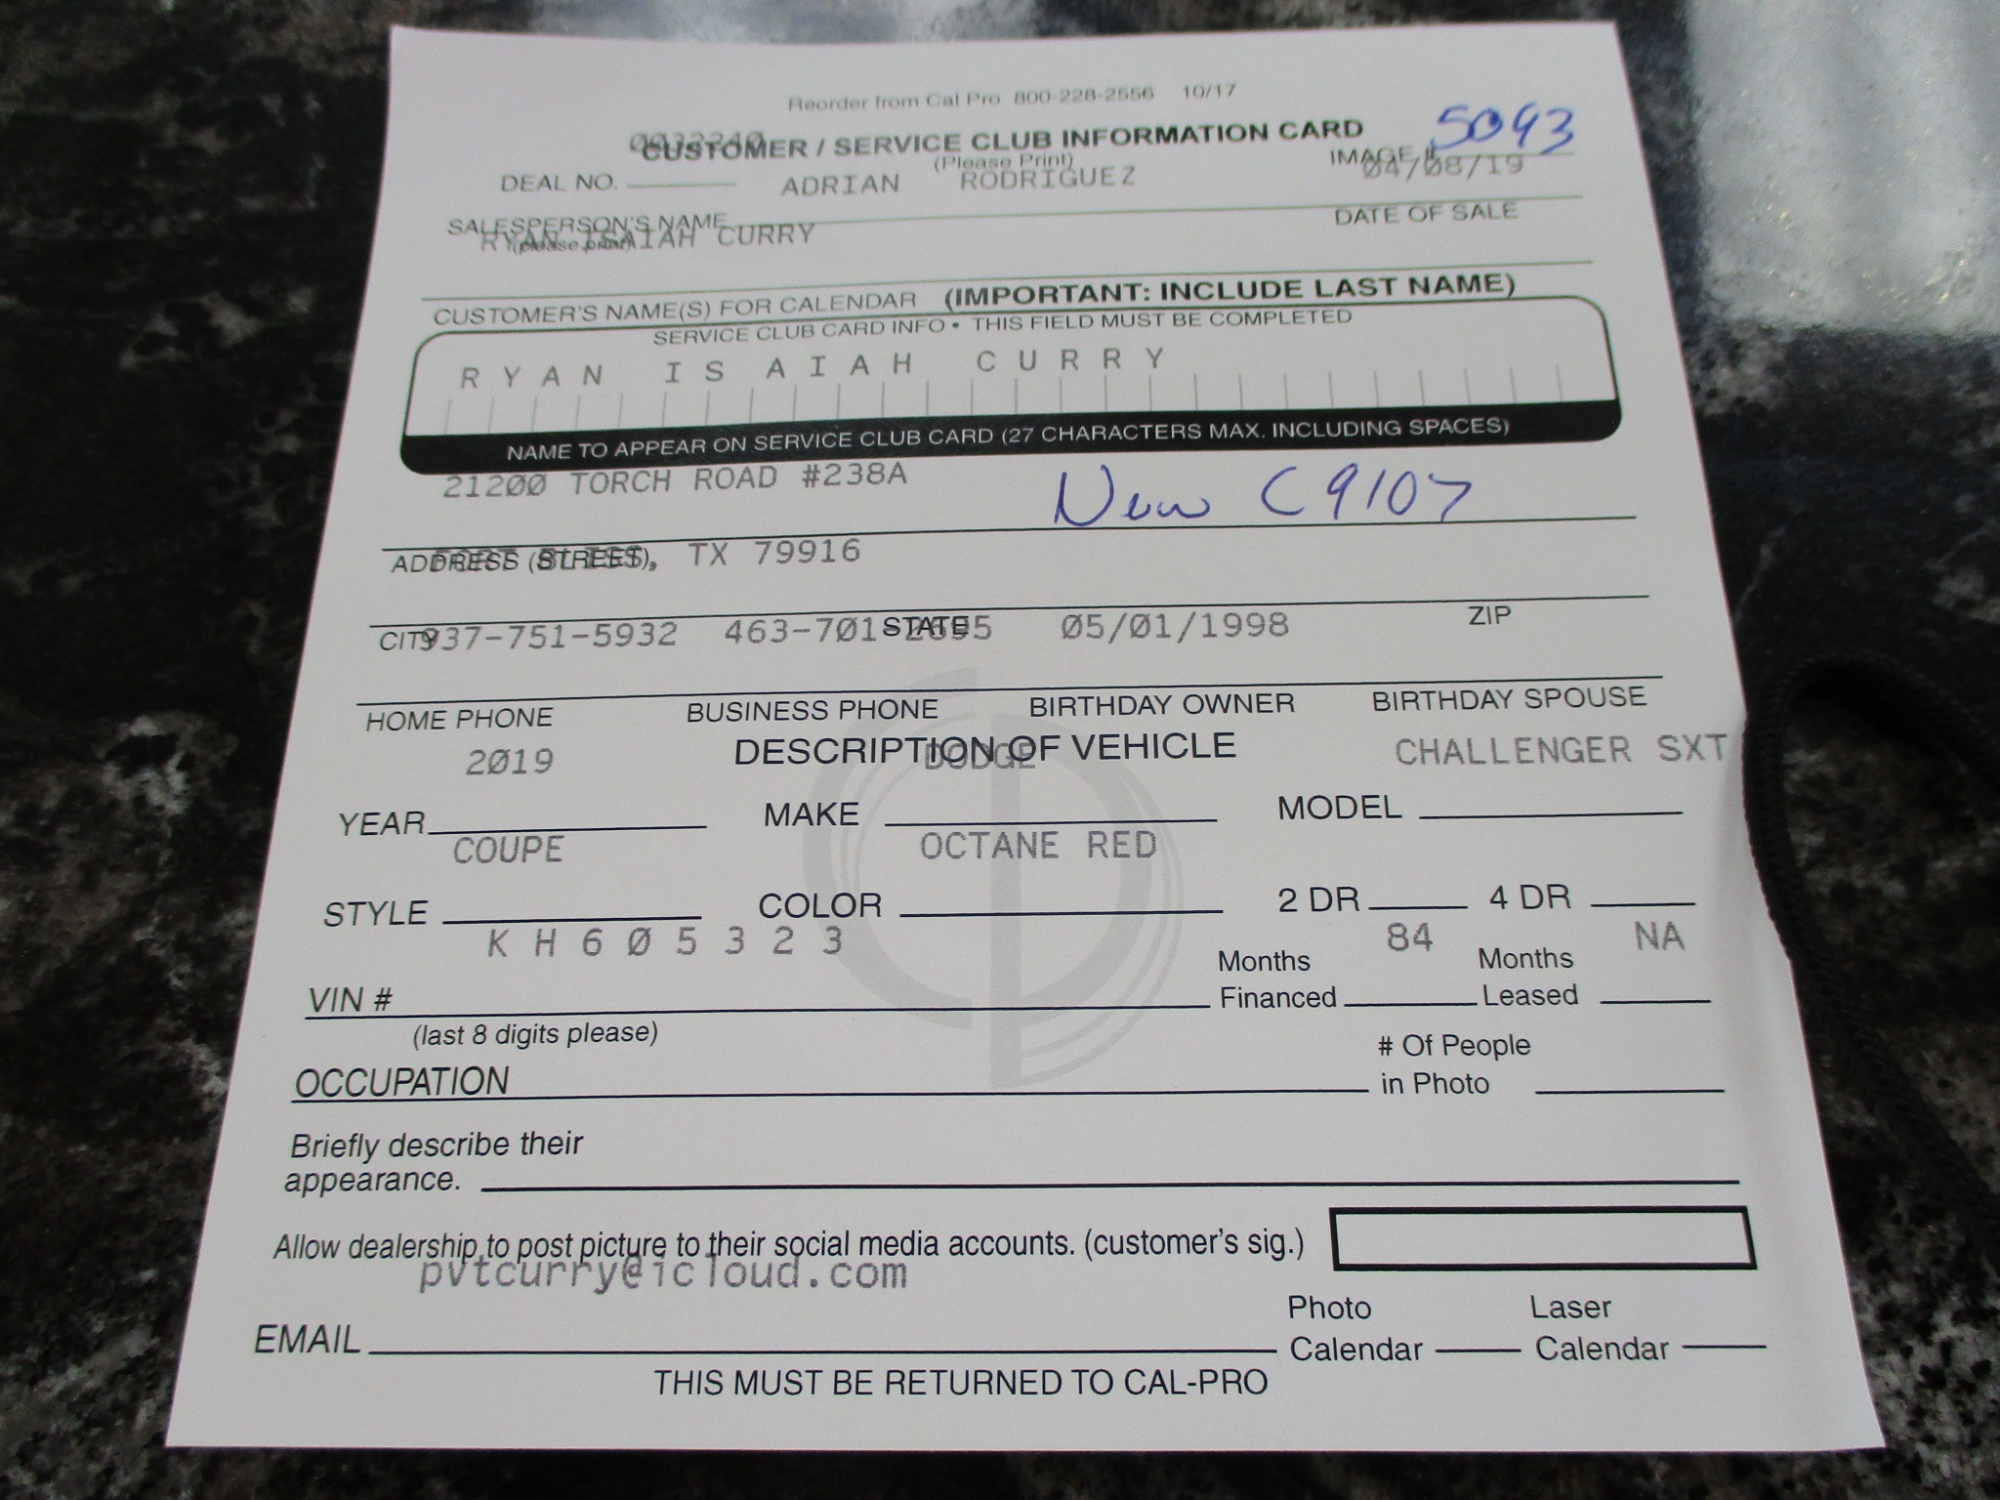 Reorder from Cal Pro 800-228-2556 10/17
CUSTOMER / SERVICE CLUB INFORMATION CARD 5093
(Please Print) IMAGE #
DEAL NO. ADRIAN RODRIGUEZ 04/08/19
SALESPERSON'S NAME DATE OF SALE
(please print)
RYAN ISAIAH CURRY
CUSTOMER'S NAME(S) FOR CALENDAR (IMPORTANT: INCLUDE LAST NAME)
SERVICE CLUB CARD INFO • THIS FIELD MUST BE COMPLETED
RYAN ISAIAH CURRY
NAME TO APPEAR ON SERVICE CLUB CARD (27 CHARACTERS MAX. INCLUDING SPACES)
21200 TORCH ROAD #238A New C9107
ADDRESS (STREET)
TX 79916
CITY STATE ZIP
937-751-5932 05/01/1998
HOME PHONE BUSINESS PHONE BIRTHDAY OWNER BIRTHDAY SPOUSE
DESCRIPTION OF VEHICLE
2019 DODGE CHALLENGER SXT
YEAR MAKE MODEL
COUPE OCTANE RED
STYLE COLOR 2 DR 4 DR
KH605323 84 NA
VIN # Months Financed Months Leased
(last 8 digits please)
OCCUPATION # Of People in Photo
Briefly describe their
appearance.
Allow dealership to post picture to their social media accounts. (customer's sig.)
pvtcurry@icloud.com
EMAIL Photo Calendar Laser Calendar
THIS MUST BE RETURNED TO CAL-PRO